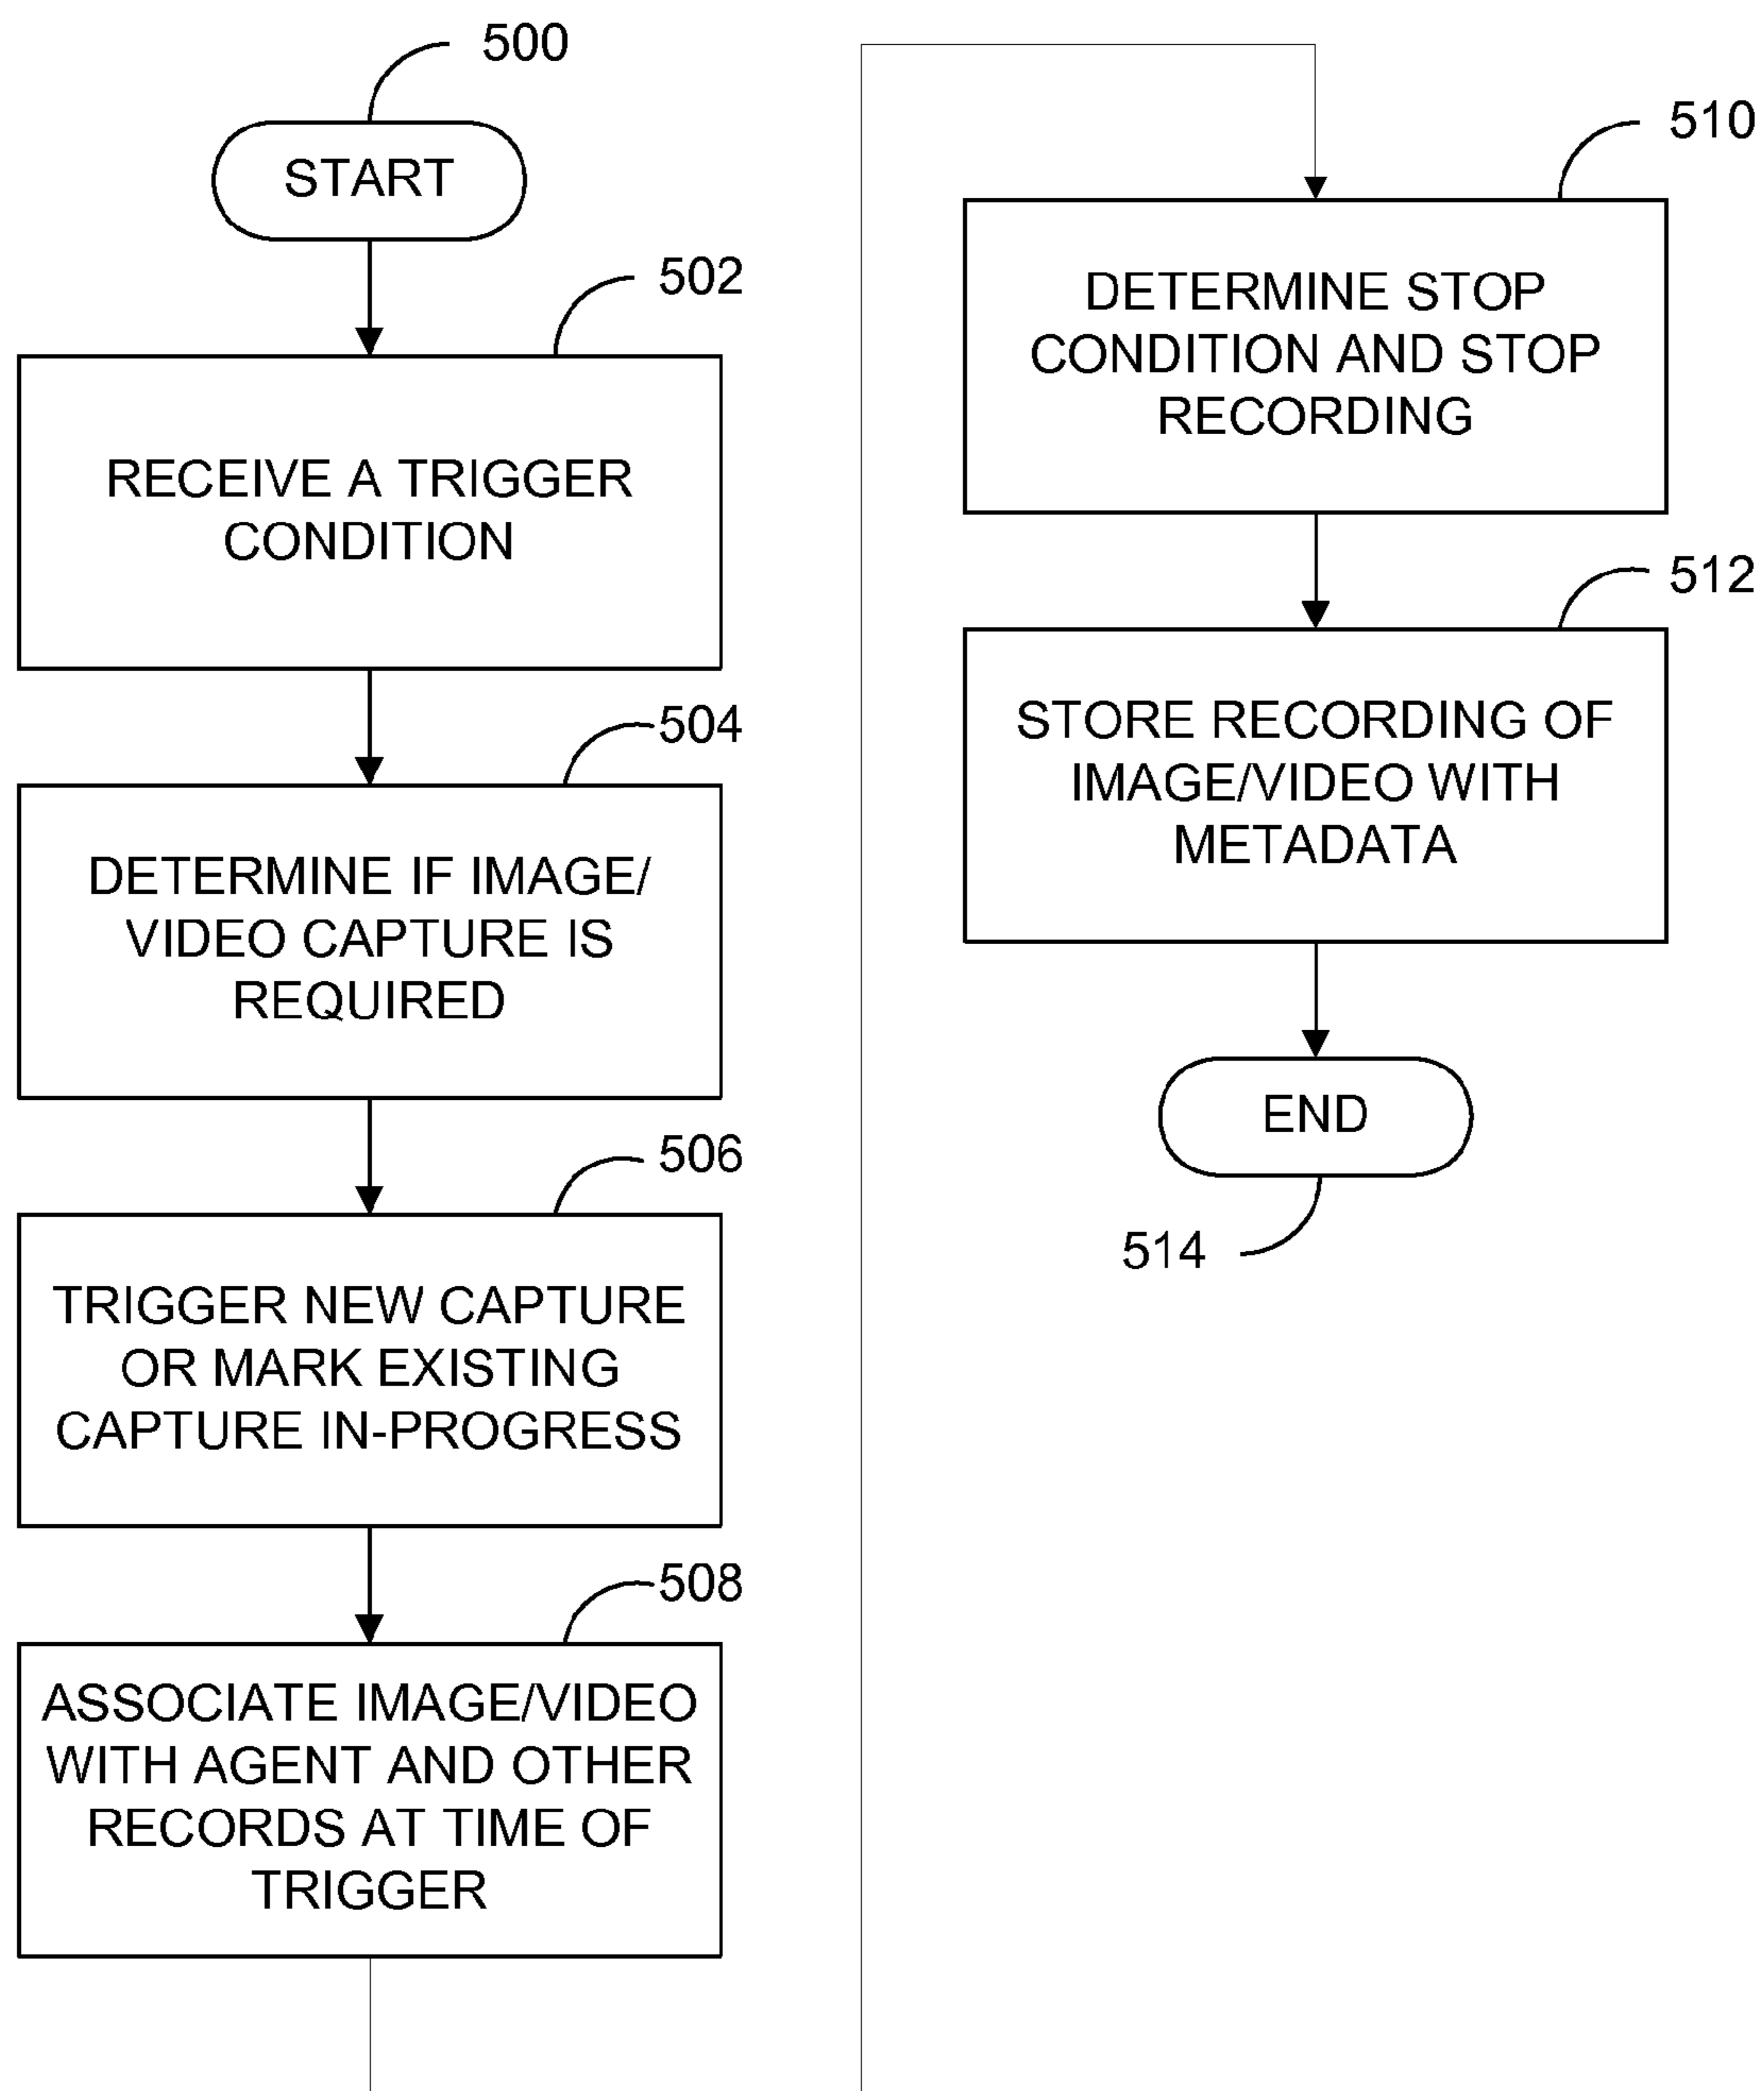 500
START
502
RECEIVE A TRIGGER
CONDITION
504
DETERMINE IF IMAGE/
VIDEO CAPTURE IS
REQUIRED
506
TRIGGER NEW CAPTURE
OR MARK EXISTING
CAPTURE IN-PROGRESS
508
ASSOCIATE IMAGE/VIDEO
WITH AGENT AND OTHER
RECORDS AT TIME OF
TRIGGER
510
DETERMINE STOP
CONDITION AND STOP
RECORDING
512
STORE RECORDING OF
IMAGE/VIDEO WITH
METADATA
END
514